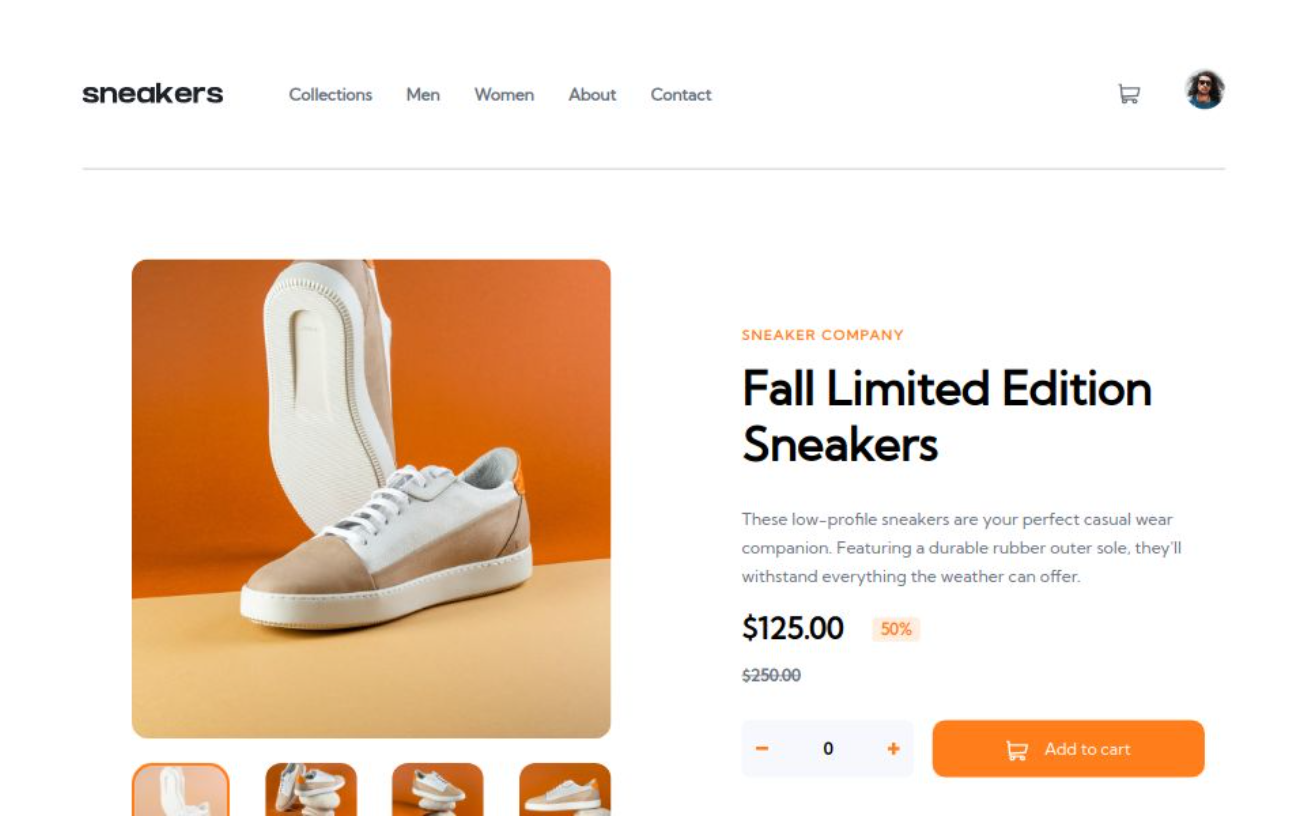 sneakers Collections Men Women About Contact
SNEAKER COMPANY
Fall Limited Edition
Sneakers
These low-profile sneakers are your perfect casual wear
companion. Featuring a durable rubber outer sole, they'll
withstand everything the weather can offer.
$125.00 50%
$250.00
0 Add to cart